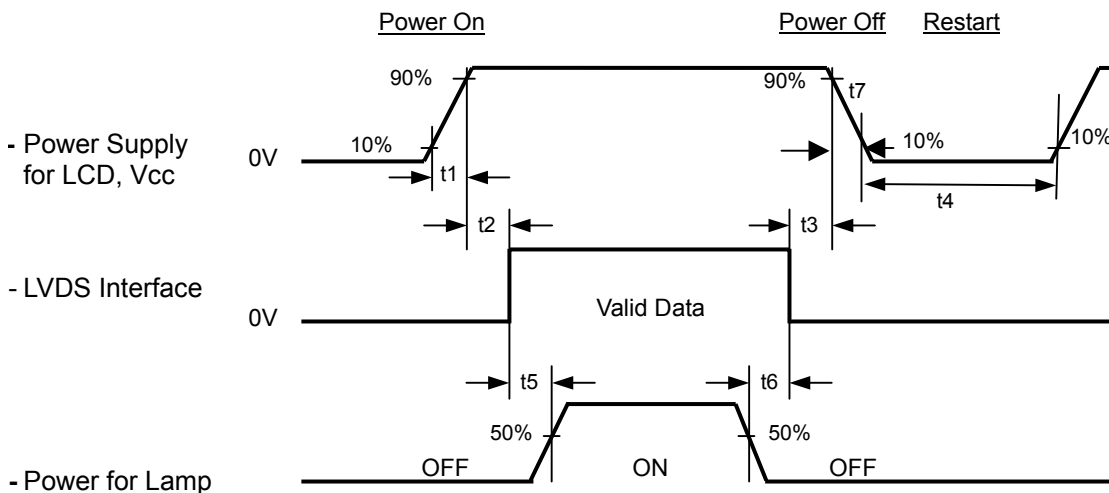 Power On
Power Off
Restart
90%
90%
t7
- Power Supply
for LCD, Vcc
0V
10%
10%
10%
t1
t4
t2
t3
- LVDS Interface
0V
Valid Data
t5
t6
50%
50%
- Power for Lamp
OFF
ON
OFF